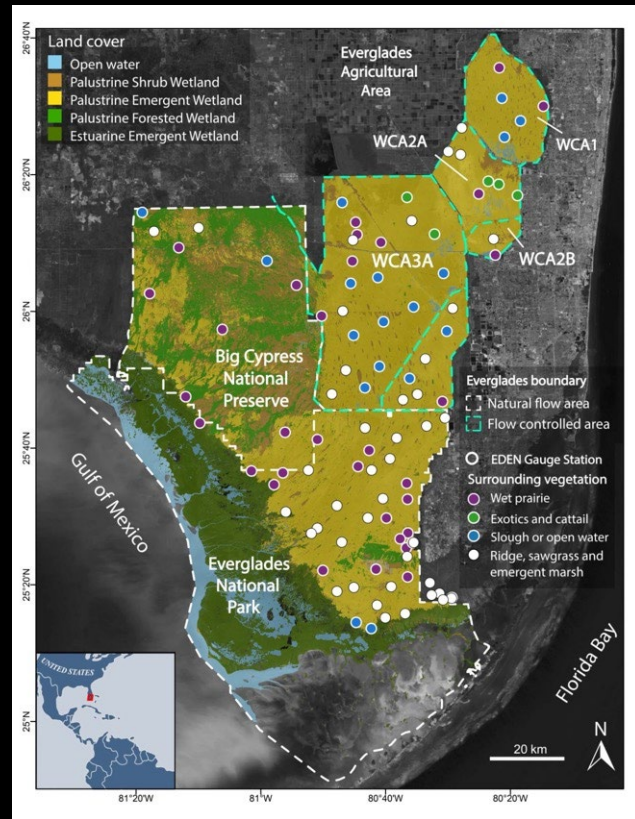 Land cover
Open water
Palustrine Shrub Wetland
Palustrine Emergent Wetland
Palustrine Forested Wetland
Estuarine Emergent Wetland
26°40'N
26°20'N
26°N
25°40'N
25°20'N
25°N
Everglades
Agricultural
Area
WCA2A
WCA1
WCA3A
WCA2B
Big Cypress
National
Preserve
Everglades boundary
Natural flow area
Flow controlled area
EDEN Gauge Station
Surrounding vegetation
Wet prairie
Exotics and cattail
Slough or open water
Ridge, sawgrass and
emergent marsh
Gulf of Mexico
Everglades
National
Park
Florida Bay
UNITED STATES
20 km
N
81°20'W
81°W
80°40'W
80°20'W